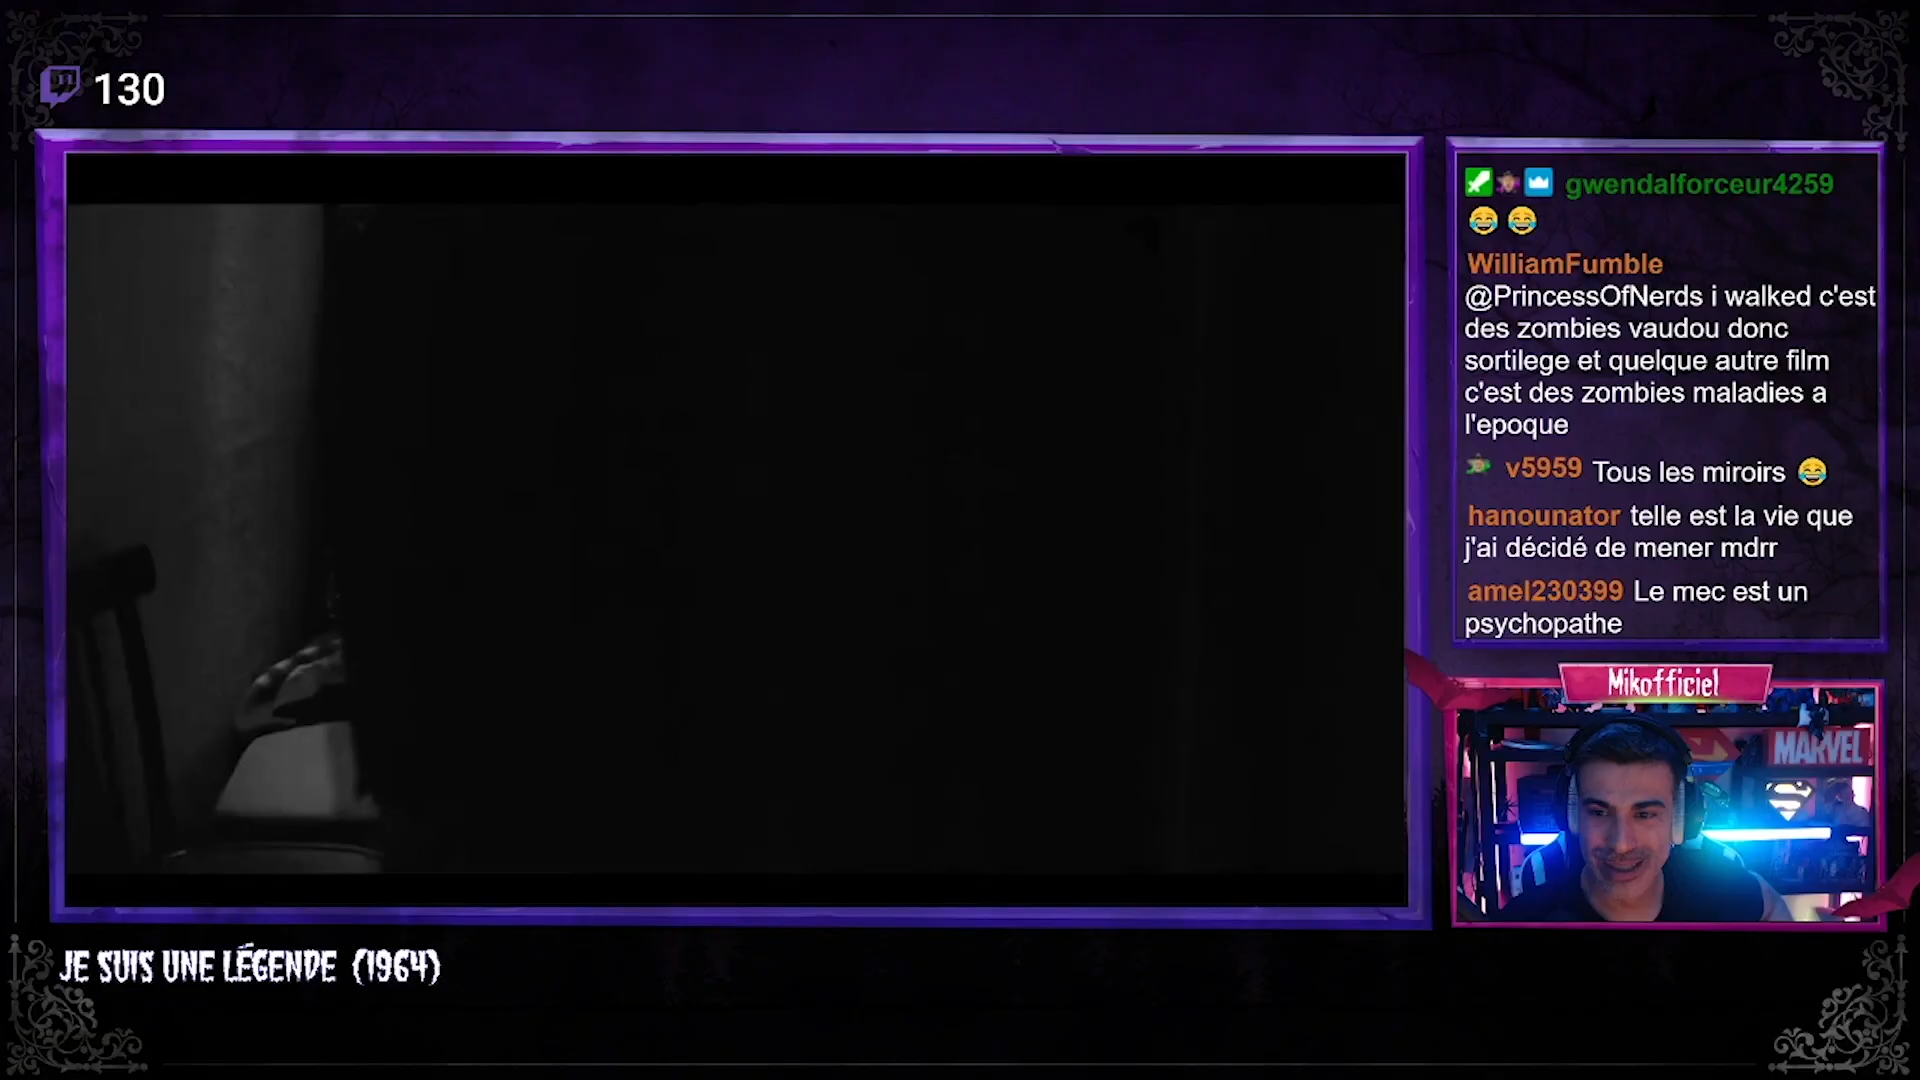 130
gwendalforceur4259
😂 😂
WilliamFumble
@PrincessOfNerds i walked c'est
des zombies vaudou donc
sortilege et quelque autre film
c'est des zombies maladies a
l'epoque
v5959 Tous les miroirs 😂
hanounator telle est la vie que
j'ai décidé de mener mdrr
amel230399 Le mec est un
psychopathe
Mikofficiel
MARVEL
JE SUIS UNE LÉGENDE (1964)